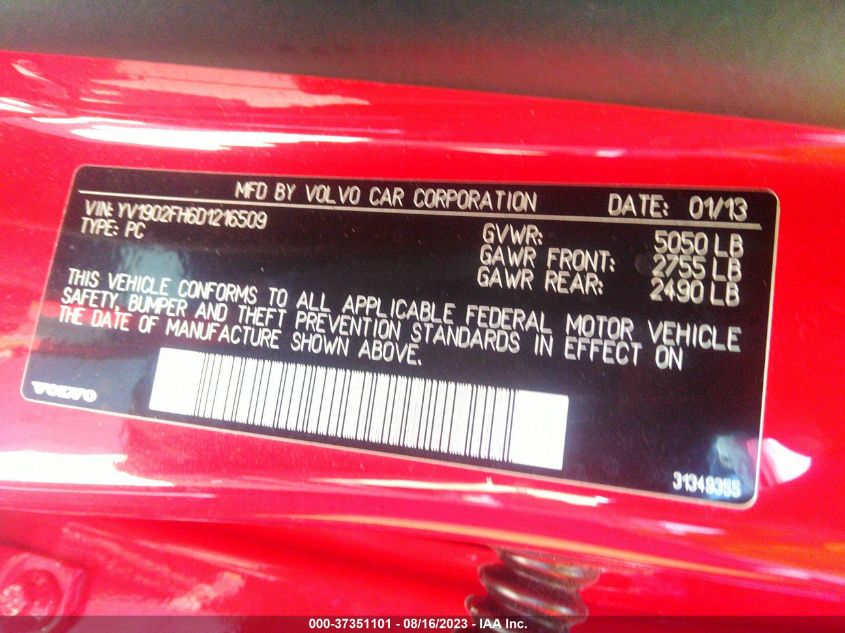 MFD BY VOLVO CAR CORPORATION DATE: 01/13
VIN: YV1902FH6D1216509
TYPE: PC
GVWR: 5050 LB
GAWR FRONT: 2755 LB
GAWR REAR: 2490 LB
THIS VEHICLE CONFORMS TO ALL APPLICABLE FEDERAL MOTOR VEHICLE
SAFETY, BUMPER AND THEFT PREVENTION STANDARDS IN EFFECT ON
THE DATE OF MANUFACTURE SHOWN ABOVE.
VOLVO
31349355
000-37351101 - 08/16/2023 - IAA Inc.